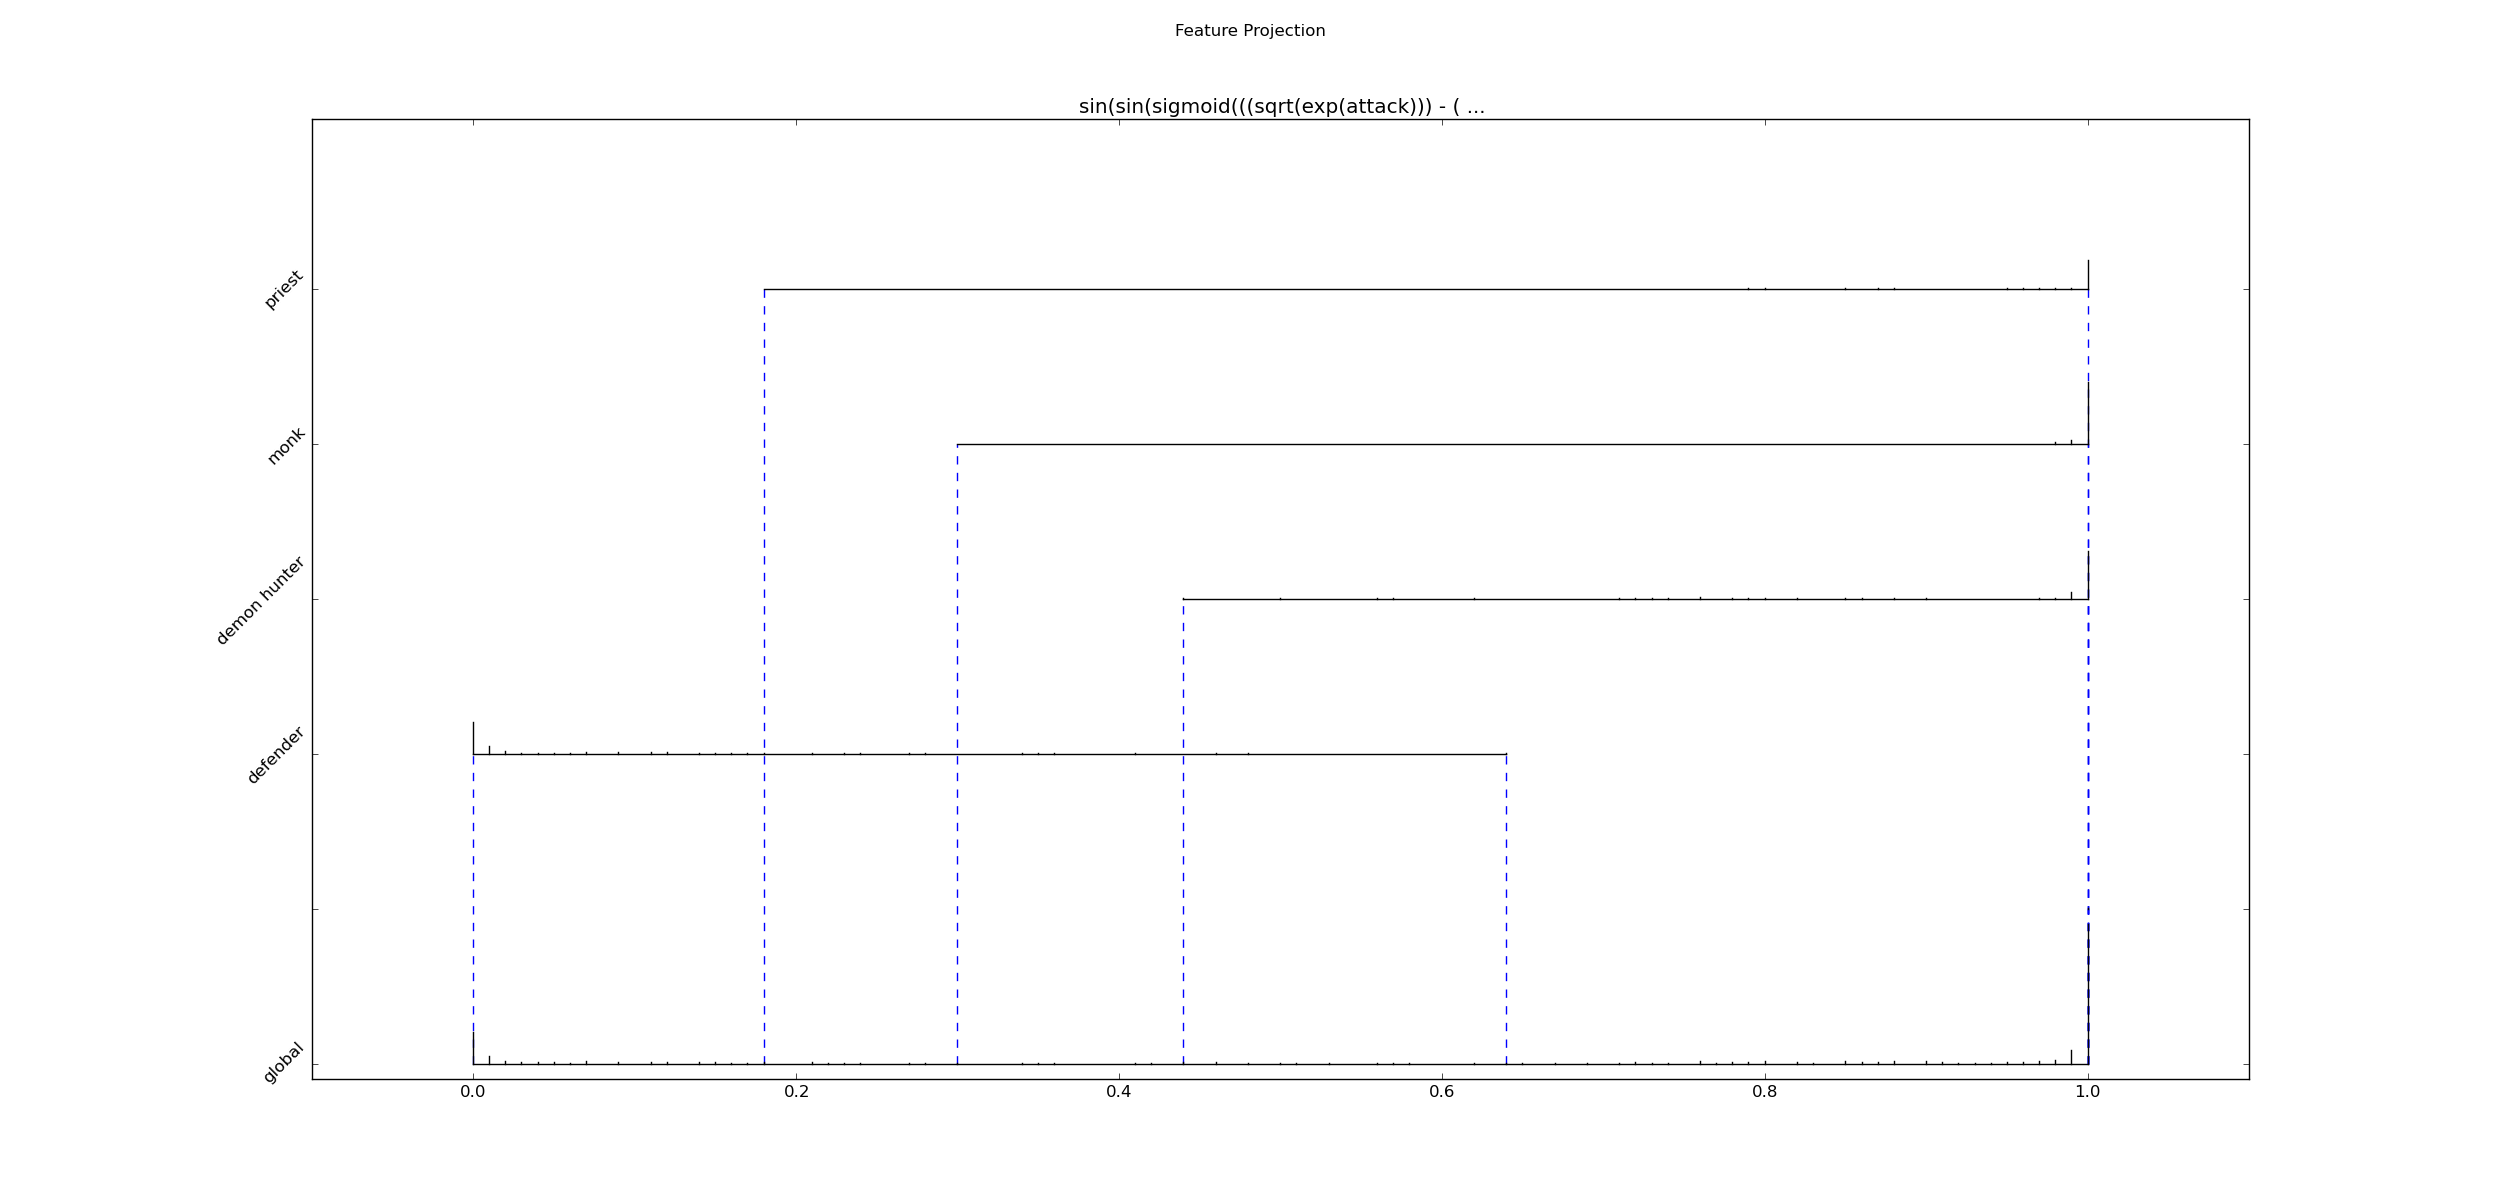 Feature Projection
sin(sin(sigmoid(((sqrt(exp(attack))) - ( ...
priest
monk
demon hunter
defender
global
0.0 0.2 0.4 0.6 0.8 1.0